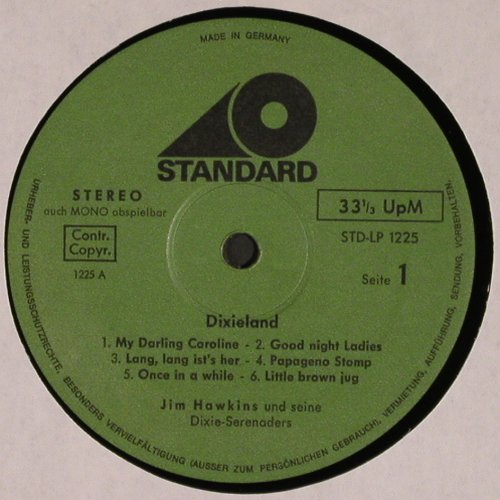 MADE IN GERMANY
STANDARD
STEREO
auch MONO abspielbar
Contr.
Copyr.
1225 A
33 1/3 UpM
STD-LP 1225
Seite 1
Dixieland
1. My Darling Caroline - 2. Good night Ladies
3. Lang, lang ist's her - 4. Papageno Stomp
5. Once in a while - 6. Little brown jug
Jim Hawkins und seine
Dixie-Serenaders
URHEBER- UND LEISTUNGSSCHUTZRECHTE, BESONDERS VERVIELFÄLTIGUNG (AUSSER ZUM PERSÖNLICHEN GEBRAUCH), VERMIETUNG, AUFFÜHRUNG, SENDUNG, VORBEHALTEN.